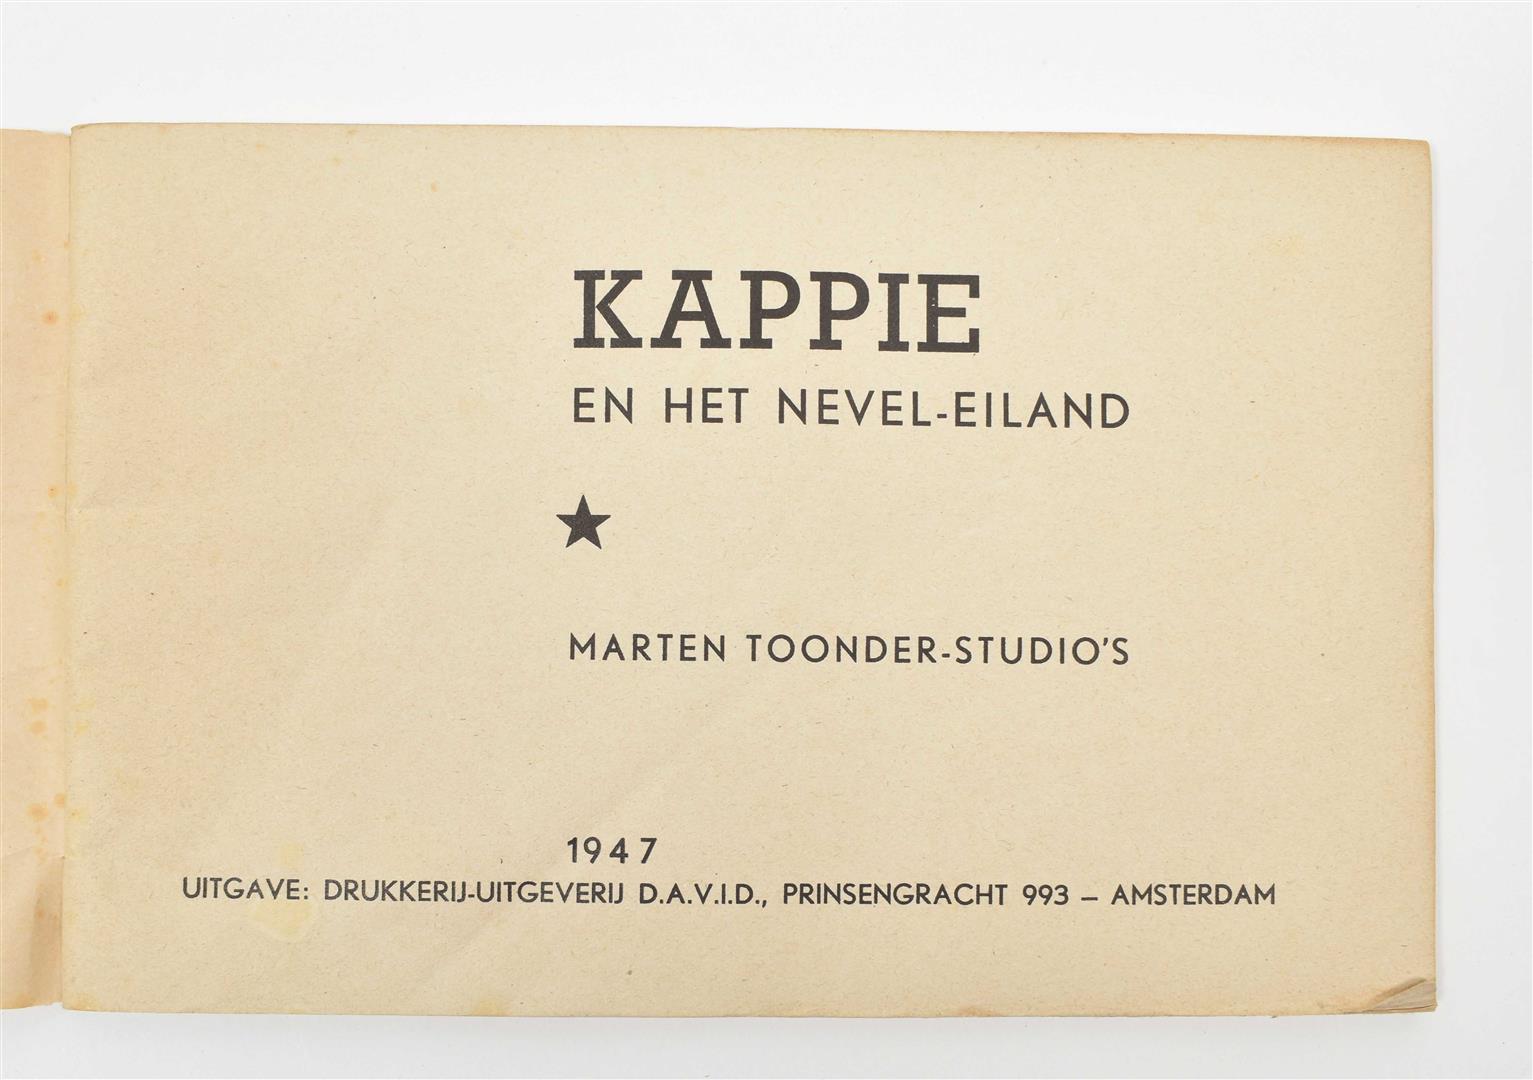 KAPPIE
EN HET NEVEL-EILAND
MARTEN TOONDER-STUDIO'S
1947
UITGAVE: DRUKKERIJ-UITGEVERIJ D.A.V.I.D., PRINSENGRACHT 993 – AMSTERDAM